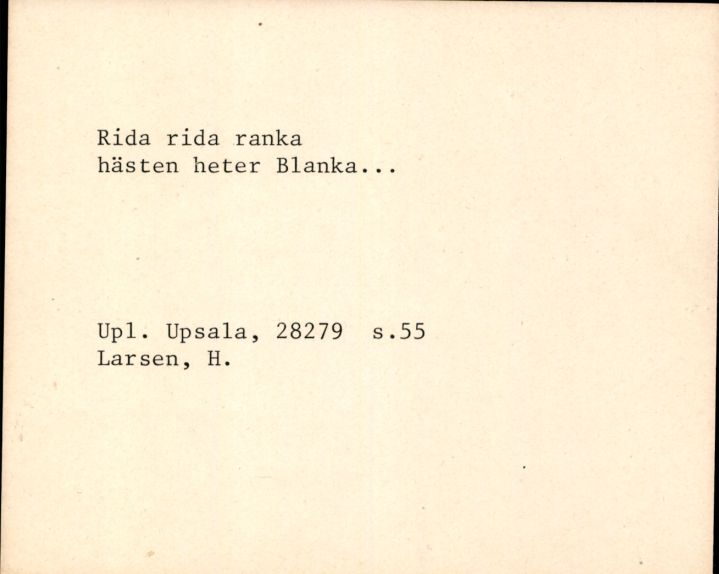 Rida rida ranka
hästen heter Blanka...
Upl. Upsala, 28279 s.55
Larsen, H.